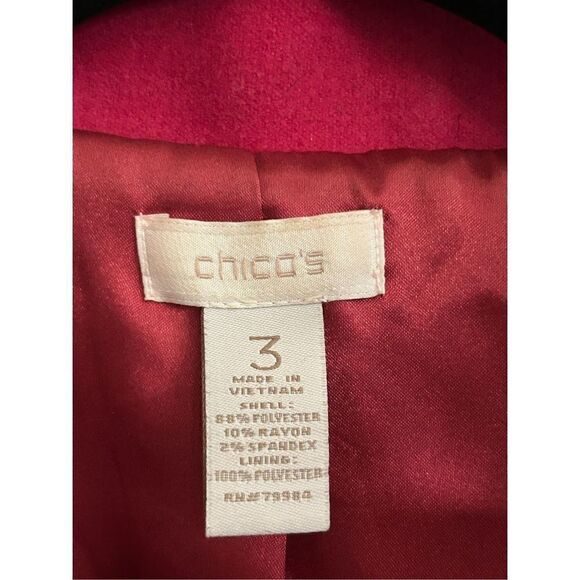 chico's
3
MADE IN
VIETNAM
SHELL:
88% POLYESTER
10% RAYON
2% SPANDEX
LINING:
100% POLYESTER
RN#79984